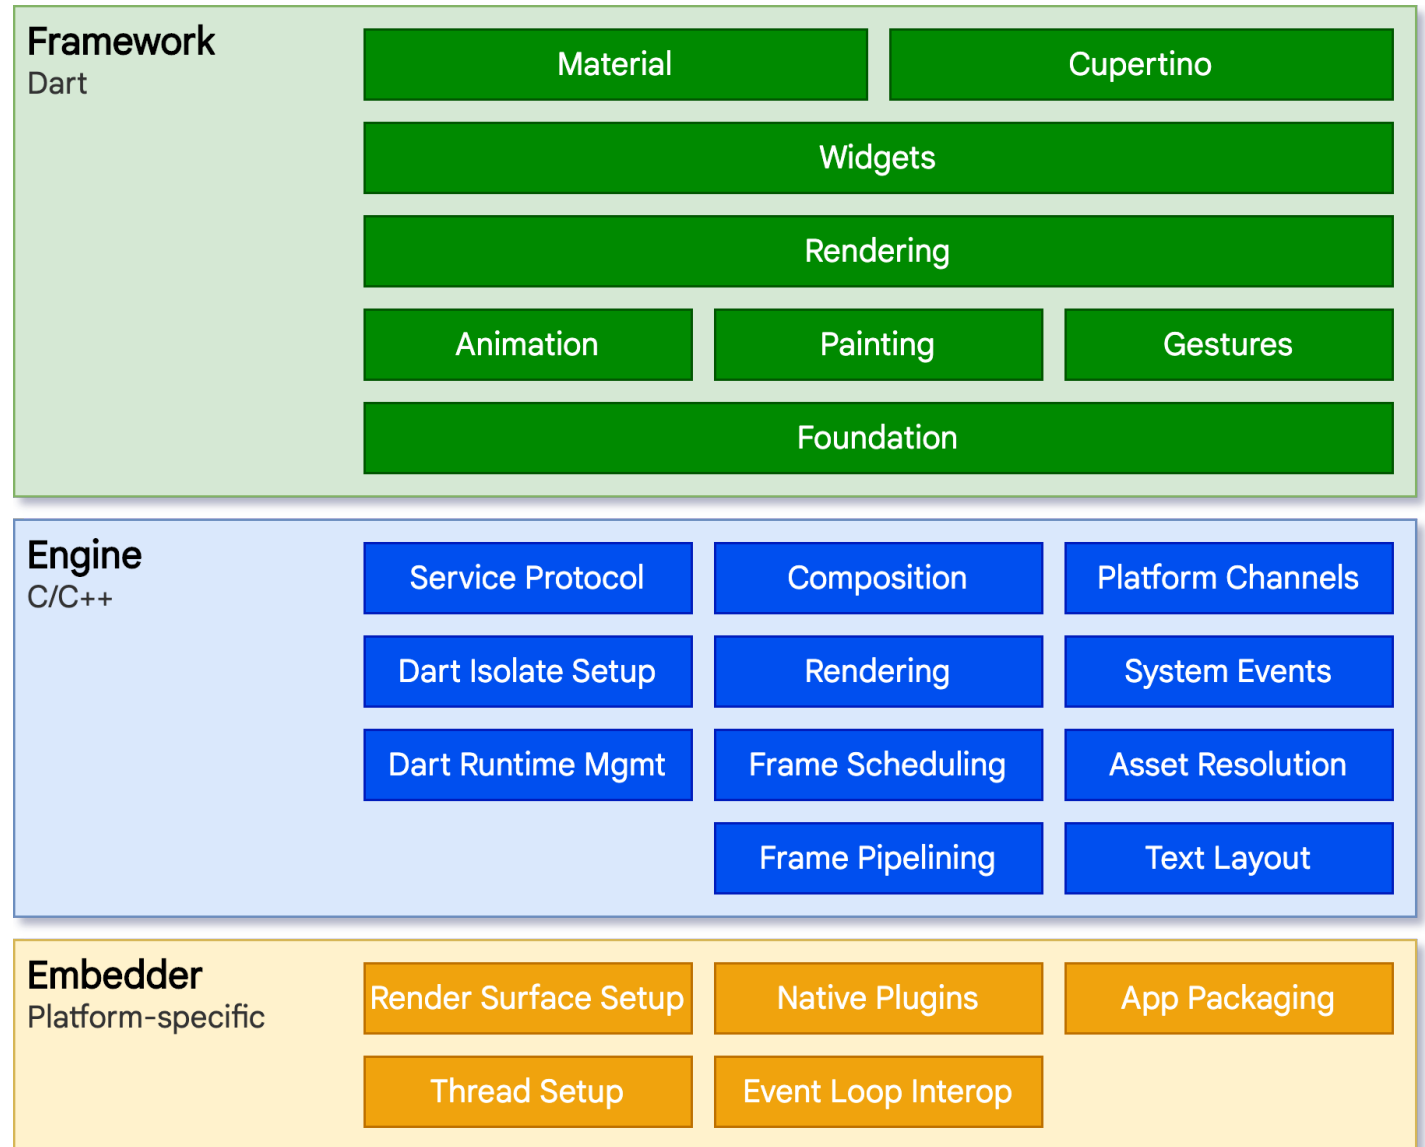 Framework
Dart
Material
Cupertino
Widgets
Rendering
Animation
Painting
Gestures
Foundation
Engine
C/C++
Service Protocol
Composition
Platform Channels
Dart Isolate Setup
Rendering
System Events
Dart Runtime Mgmt
Frame Scheduling
Asset Resolution
Frame Pipelining
Text Layout
Embedder
Platform-specific
Render Surface Setup
Native Plugins
App Packaging
Thread Setup
Event Loop Interop